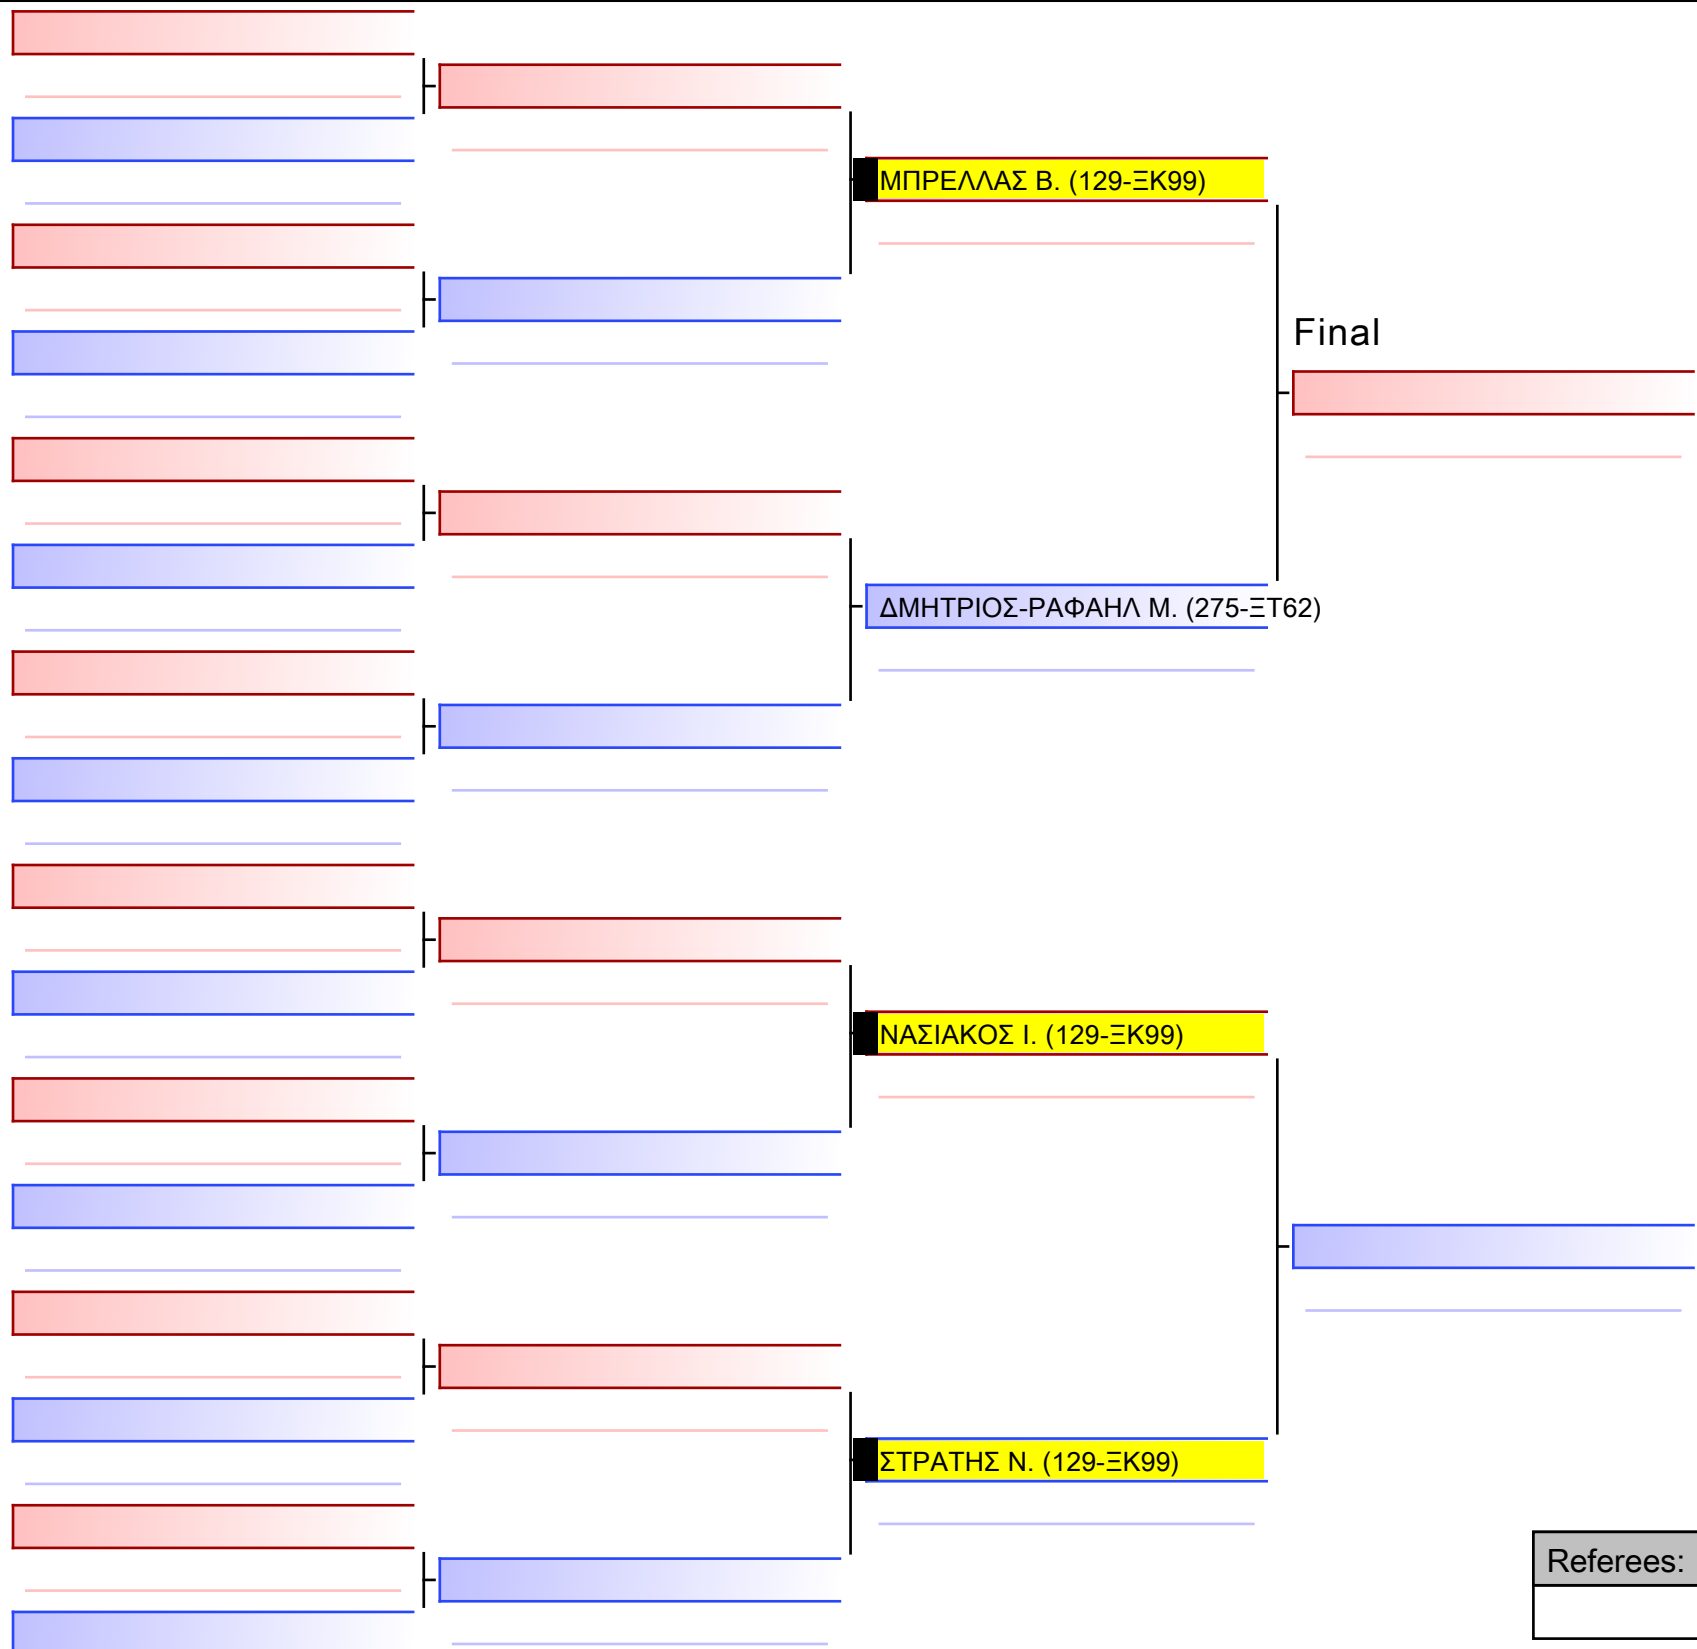 ΜΠΡΕΛΛΑΣ Β. (129-ΞΚ99)
Final
ΔΜΗΤΡΙΟΣ-ΡΑΦΑΗΛ Μ. (275-ΞΤ62)
ΝΑΣΙΑΚΟΣ Ι. (129-ΞΚ99)
ΣΤΡΑΤΗΣ Ν. (129-ΞΚ99)
Referees: